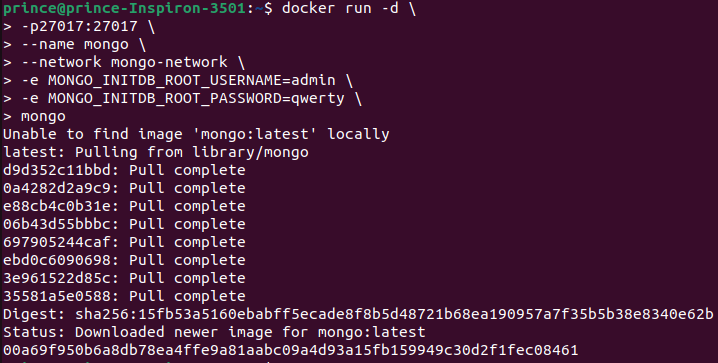 prince@prince-Inspiron-3501:~$ docker run -d \
> -p27017:27017 \
> --name mongo \
> --network mongo-network \
> -e MONGO_INITDB_ROOT_USERNAME=admin \
> -e MONGO_INITDB_ROOT_PASSWORD=qwerty \
> mongo
Unable to find image 'mongo:latest' locally
latest: Pulling from library/mongo
d9d352c11bbd: Pull complete
0a4282d2a9c9: Pull complete
e88cb4c0b31e: Pull complete
06b43d55bbbc: Pull complete
697905244caf: Pull complete
ebd0c6090698: Pull complete
3e961522d85c: Pull complete
35581a5e0588: Pull complete
Digest: sha256:15fb53a5160ebabff5ecade8f8b5d48721b68ea190957a7f35b5b38e8340e62b
Status: Downloaded newer image for mongo:latest
00a69f950b6a8db78ea4ffe9a81aabc09a4d93a15fb159949c30d2f1fec08461